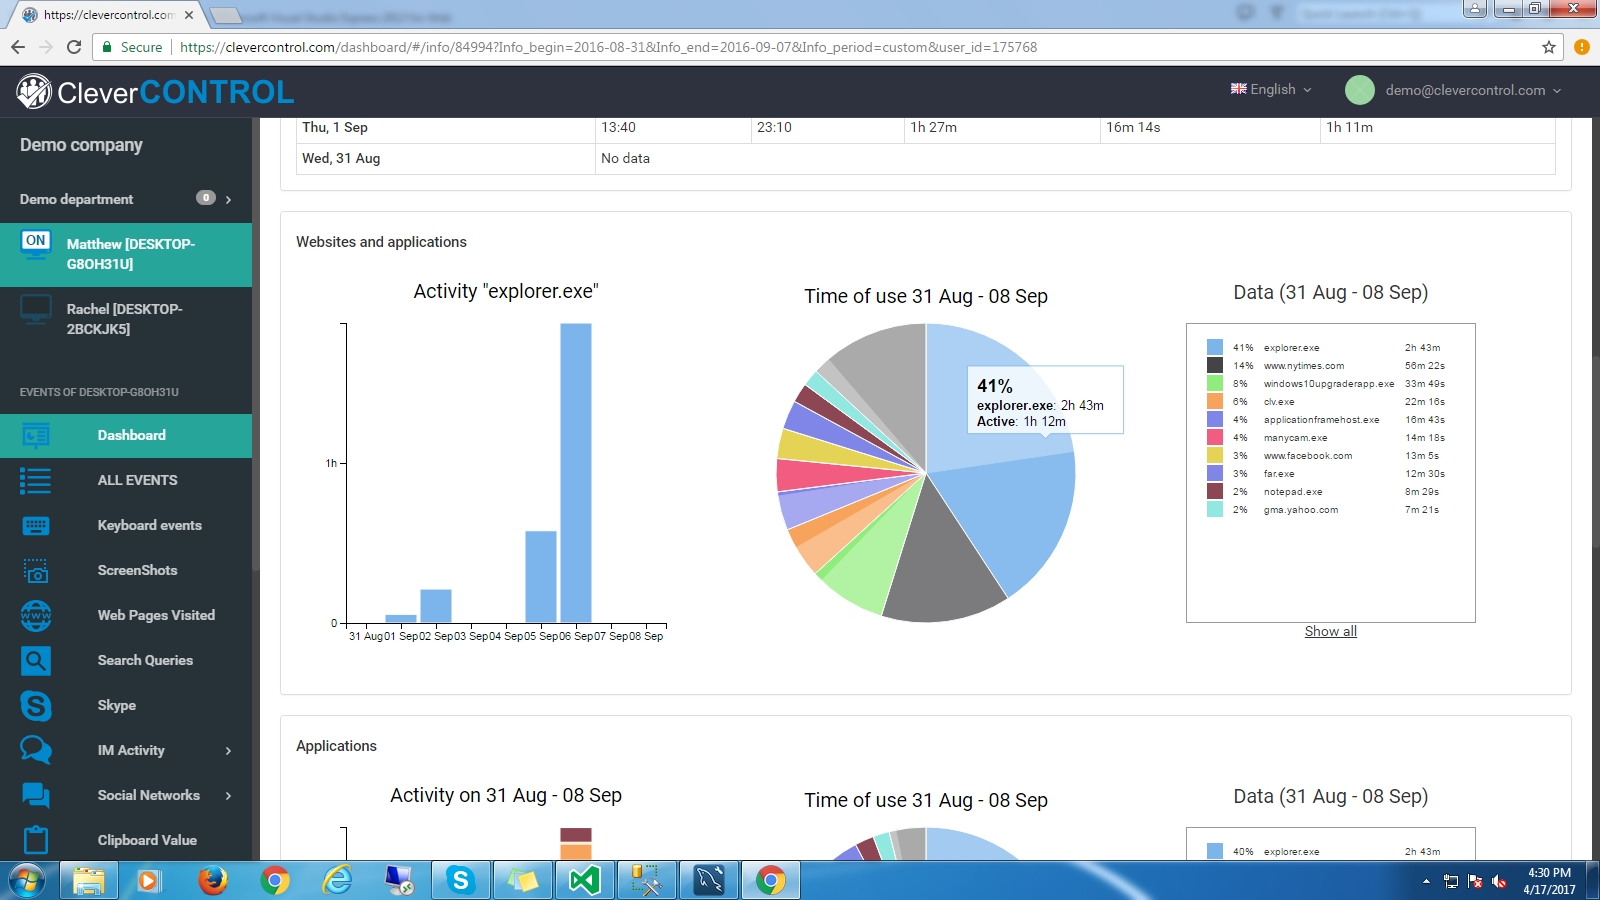 https://clevercontrol.com
Secure
https://clevercontrol.com/dashboard/#/info/84994?Info_begin=2016-08-31&Info_end=2016-09-07&Info_period=custom&user_id=175768
CleverCONTROL
English
demo@clevercontrol.com
Demo company
Demo department
0
ON
Matthew [DESKTOP-
G8OH31U]
Rachel [DESKTOP-
2BCKJK5]
EVENTS OF DESKTOP-G8OH31U
Dashboard
ALL EVENTS
Keyboard events
ScreenShots
Web Pages Visited
Search Queries
Skype
IM Activity
Social Networks
Clipboard Value
Thu, 1 Sep 13:40 23:10 1h 27m 16m 14s 1h 11m
Wed, 31 Aug No data
Websites and applications
Activity "explorer.exe"
1h
0
31 Aug 01 Sep 02 Sep 03 Sep 04 Sep 05 Sep 06 Sep 07 Sep 08 Sep
Time of use 31 Aug - 08 Sep
41%
explorer.exe: 2h 43m
Active: 1h 12m
Data (31 Aug - 08 Sep)
41% explorer.exe 2h 43m
14% www.nytimes.com 56m 22s
8% windows10upgraderapp.exe 33m 49s
6% clv.exe 22m 16s
4% applicationframehost.exe 16m 43s
4% manycam.exe 14m 18s
3% www.facebook.com 13m 5s
3% far.exe 12m 30s
2% notepad.exe 8m 29s
2% gma.yahoo.com 7m 21s
Show all
Applications
Activity on 31 Aug - 08 Sep
Time of use 31 Aug - 08 Sep
Data (31 Aug - 08 Sep)
40% explorer.exe 2h 43m
4:30 PM
4/17/2017